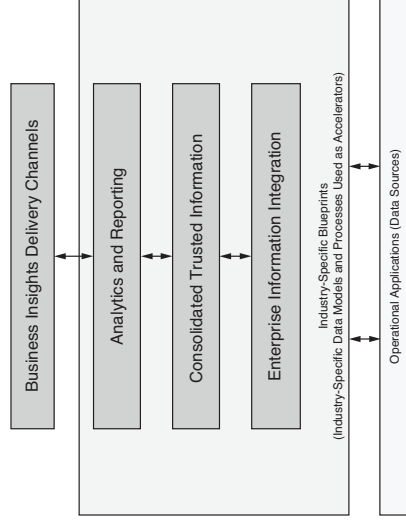 Business Insights Delivery Channels
Analytics and Reporting
Consolidated Trusted Information
Enterprise Information Integration
Industry-Specific Blueprints
(Industry-Specific Data Models and Processes Used as Accelerators)
Operational Applications (Data Sources)